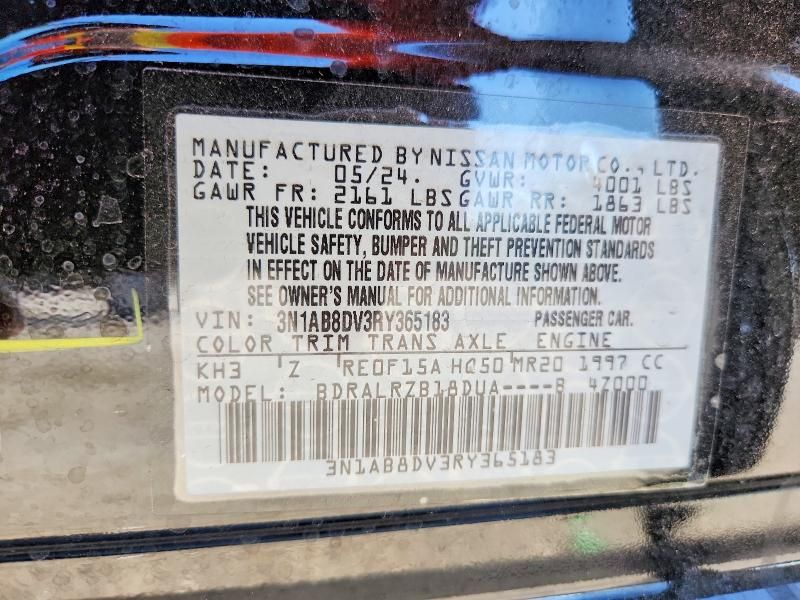 MANUFACTURED BY NISSAN MOTOR CO., LTD.
DATE: 05/24. GVWR: 4001 LBS
GAWR FR: 2161 LBS GAWR RR: 1863 LBS
THIS VEHICLE CONFORMS TO ALL APPLICABLE FEDERAL MOTOR
VEHICLE SAFETY, BUMPER AND THEFT PREVENTION STANDARDS
IN EFFECT ON THE DATE OF MANUFACTURE SHOWN ABOVE.
SEE OWNER'S MANUAL FOR ADDITIONAL INFORMATION.
VIN: 3N1AB8DV3RY365183 PASSENGER CAR.
COLOR TRIM TRANS AXLE ENGINE
KH3 Z RE0F15A HQ50 MR20 1997 CC
MODEL: BDRALRZB18DUA----B 4Z000
3N1AB8DV3RY365183